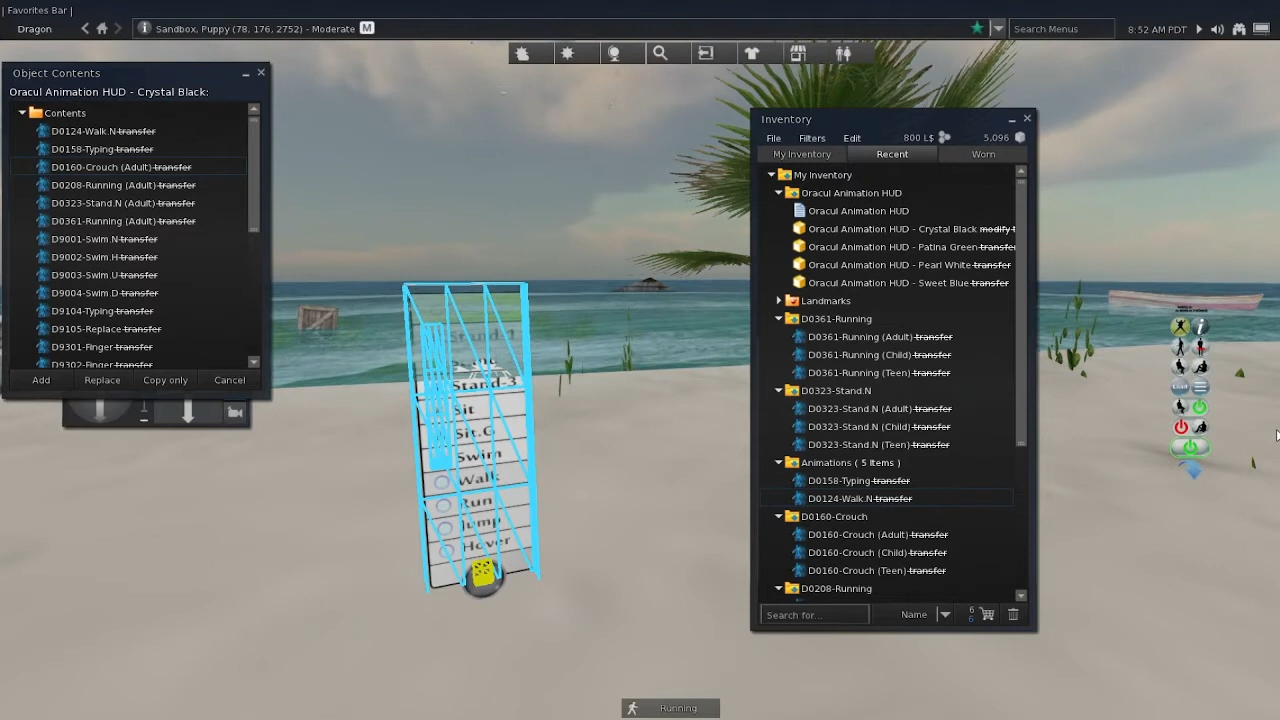 | Favorites Bar |
Dragon
Sandbox, Puppy (78, 176, 2752) - Moderate M
Search Menus
8:52 AM PDT
Object Contents
Oracul Animation HUD - Crystal Black:
Contents
D0124-Walk.N transfer
D0158-Typing transfer
D0160-Crouch (Adult) transfer
D0208-Running (Adult) transfer
D0323-Stand.N (Adult) transfer
D0361-Running (Adult) transfer
D9001-Swim.N transfer
D9002-Swim.H transfer
D9003-Swim.U transfer
D9004-Swim.D transfer
D9104-Typing transfer
D9105-Replace transfer
D9301-Finger transfer
D9302-Finger transfer
Add Replace Copy only Cancel
Stand-3
Sit
Sit.G
Swim
Walk
Run
Jump
Hover
Inventory
File Filters Edit 800 L$ 5,096
My Inventory Recent Worn
My Inventory
Oracul Animation HUD
Oracul Animation HUD
Oracul Animation HUD - Crystal Black modify t
Oracul Animation HUD - Patina Green transfer
Oracul Animation HUD - Pearl White transfer
Oracul Animation HUD - Sweet Blue transfer
Landmarks
D0361-Running
D0361-Running (Adult) transfer
D0361-Running (Child) transfer
D0361-Running (Teen) transfer
D0323-Stand.N
D0323-Stand.N (Adult) transfer
D0323-Stand.N (Child) transfer
D0323-Stand.N (Teen) transfer
Animations ( 5 Items )
D0158-Typing transfer
D0124-Walk.N transfer
D0160-Crouch
D0160-Crouch (Adult) transfer
D0160-Crouch (Child) transfer
D0160-Crouch (Teen) transfer
D0208-Running
Search for... Name 6
6
Load
Running